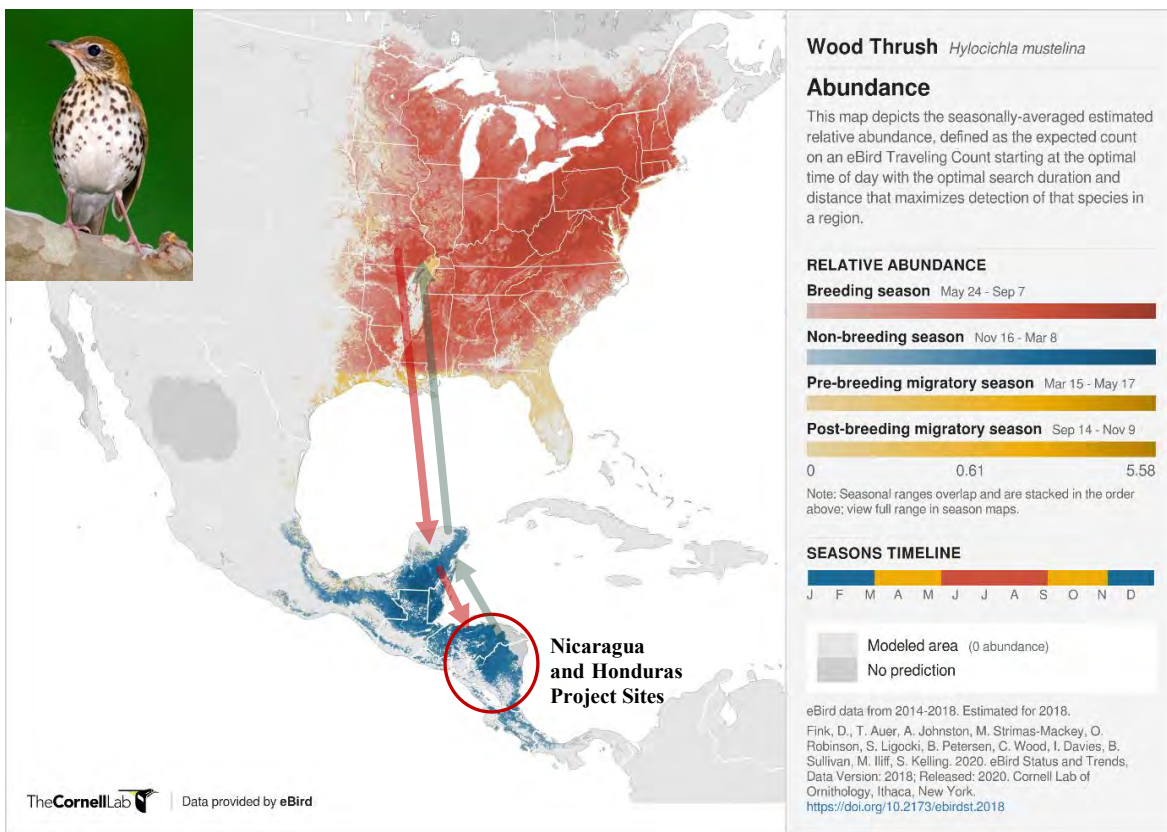 Wood Thrush Hylocichla mustelina
Abundance
This map depicts the seasonally-averaged estimated
relative abundance, defined as the expected count
on an eBird Traveling Count starting at the optimal
time of day with the optimal search duration and
distance that maximizes detection of that species in
a region.
RELATIVE ABUNDANCE
Breeding season May 24 - Sep 7
Non-breeding season Nov 16 - Mar 8
Pre-breeding migratory season Mar 15 - May 17
Post-breeding migratory season Sep 14 - Nov 9
0 0.61 5.58
Note: Seasonal ranges overlap and are stacked in the order
above; view full range in season maps.
SEASONS TIMELINE
J F M A M J J A S O N D
Modeled area (0 abundance)
No prediction
eBird data from 2014-2018. Estimated for 2018.
Fink, D., T. Auer, A. Johnston, M. Strimas-Mackey, O.
Robinson, S. Ligocki, B. Petersen, C. Wood, I. Davies, B.
Sullivan, M. Iliff, S. Kelling. 2020. eBird Status and Trends,
Data Version: 2018; Released: 2020. Cornell Lab of
Ornithology, Ithaca, New York.
https://doi.org/10.2173/ebirdst.2018
Nicaragua
and Honduras
Project Sites
TheCornellLab Data provided by eBird